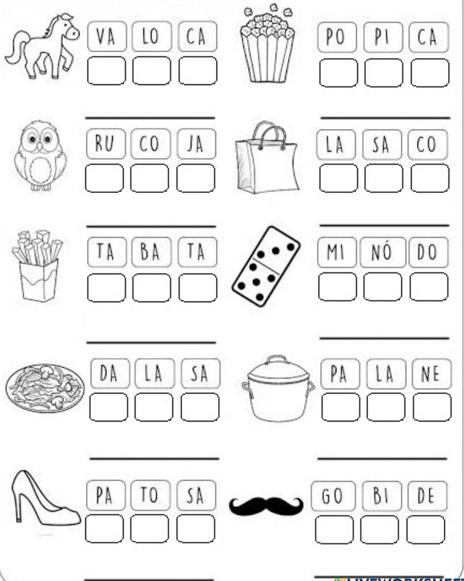 VA LO CA
PO PI CA
RU CO JA
LA SA CO
TA BA TA
MI NÓ DO
DA LA SA
PA LA NE
PA TO SA
GO BI DE
LIVEWORKSHEETS